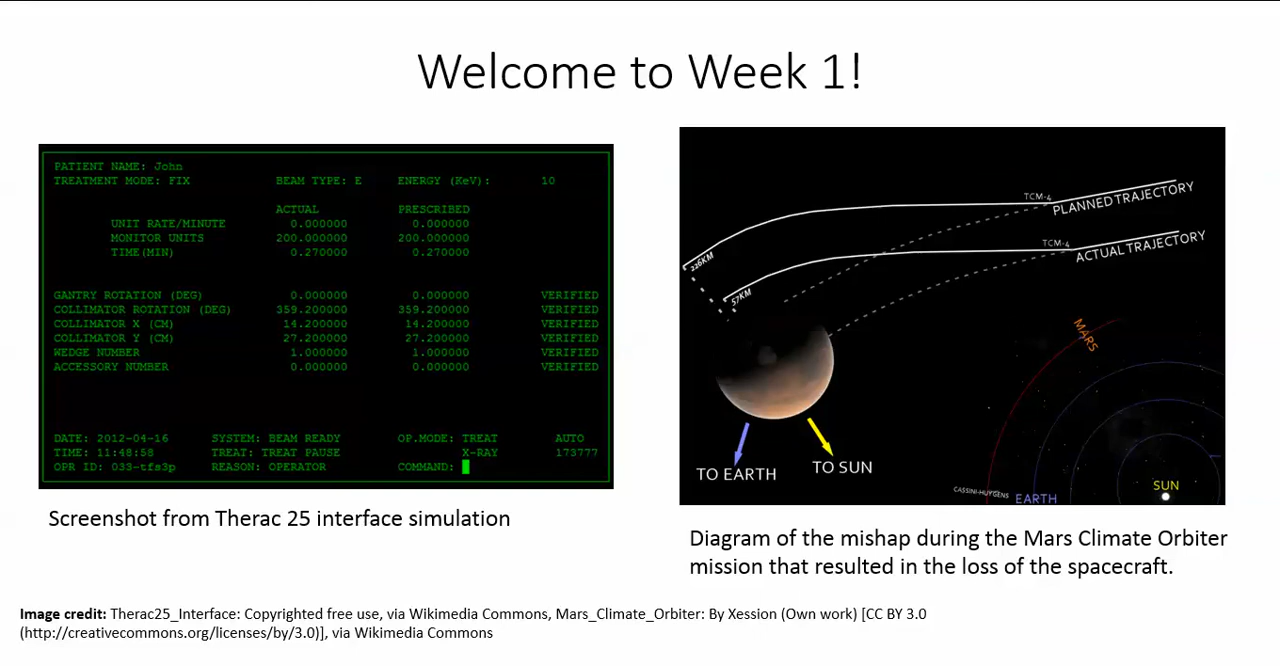 Welcome to Week 1!
PATIENT NAME: John
TREATMENT MODE: FIX BEAM TYPE: E ENERGY (KeV): 10
ACTUAL PRESCRIBED
UNIT RATE/MINUTE 0.000000 0.000000
MONITOR UNITS 200.000000 200.000000
TIME(MIN) 0.270000 0.270000
GANTRY ROTATION (DEG) 0.000000 0.000000 VERIFIED
COLLIMATOR ROTATION (DEG) 359.200000 359.200000 VERIFIED
COLLIMATOR X (CM) 14.200000 14.200000 VERIFIED
COLLIMATOR Y (CM) 27.200000 27.200000 VERIFIED
WEDGE NUMBER 1.000000 1.000000 VERIFIED
ACCESSORY NUMBER 0.000000 0.000000 VERIFIED
DATE: 2012-04-16 SYSTEM: BEAM READY OP.MODE: TREAT AUTO
TIME: 11:48:58 TREAT: TREAT PAUSE X-RAY 173777
OPR ID: 033-tfs3p REASON: OPERATOR COMMAND:
Screenshot from Therac 25 interface simulation
TCM-4 PLANNED TRAJECTORY
TCM-4 ACTUAL TRAJECTORY
226KM
57KM
MARS
TO EARTH
TO SUN
CASSINI-HUYGENS
EARTH
SUN
Diagram of the mishap during the Mars Climate Orbiter
mission that resulted in the loss of the spacecraft.
Image credit: Therac25_Interface: Copyrighted free use, via Wikimedia Commons, Mars_Climate_Orbiter: By Xession (Own work) [CC BY 3.0
(http://creativecommons.org/licenses/by/3.0)], via Wikimedia Commons